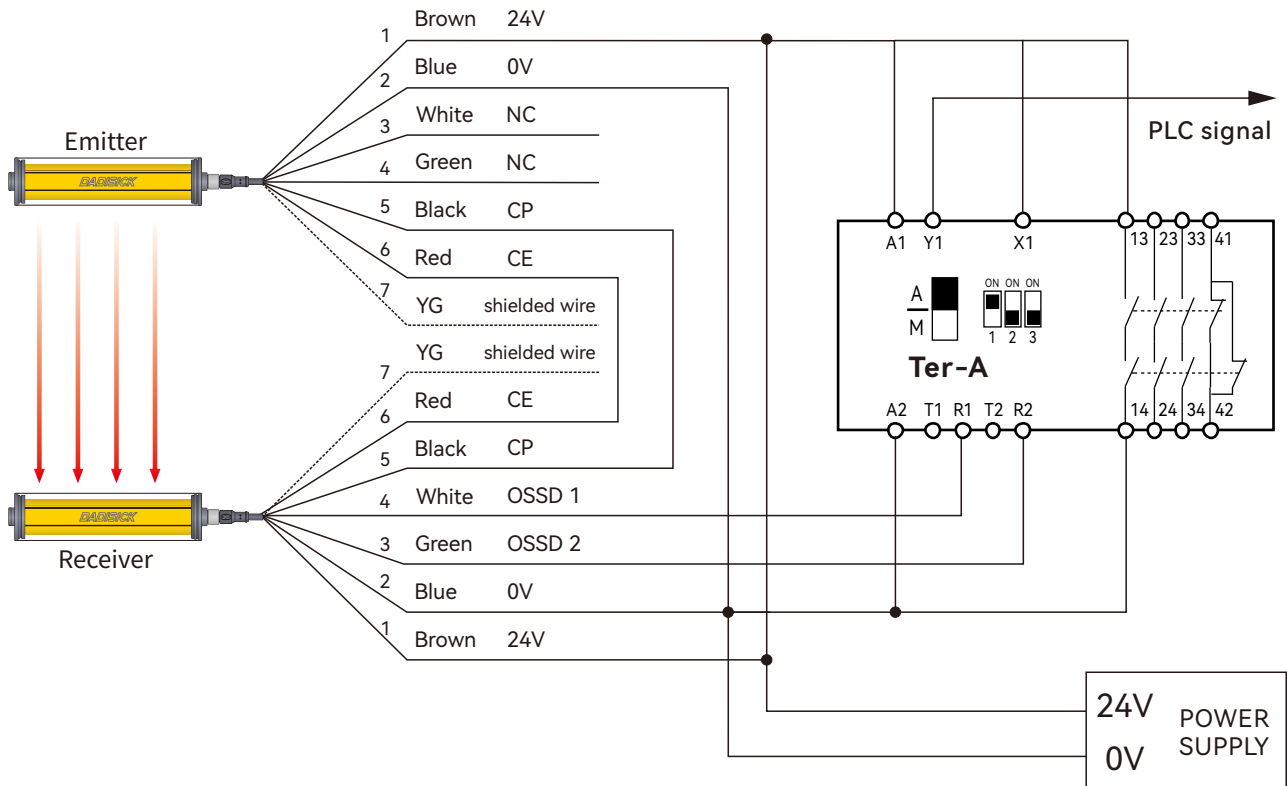 Brown 24V
1
Blue 0V
2
White NC
3
Green NC
4
Black CP
5
Red CE
6
YG shielded wire
7
Emitter
DADISICK
PLC signal
YG shielded wire
7
Red CE
6
Black CP
5
White OSSD 1
4
Green OSSD 2
3
Blue 0V
2
Brown 24V
1
DADISICK
Receiver
A1 Y1 X1 13 23 33 41
A
M
ON ON ON
1 2 3
Ter-A
A2 T1 R1 T2 R2 14 24 34 42
24V
0V
POWER
SUPPLY